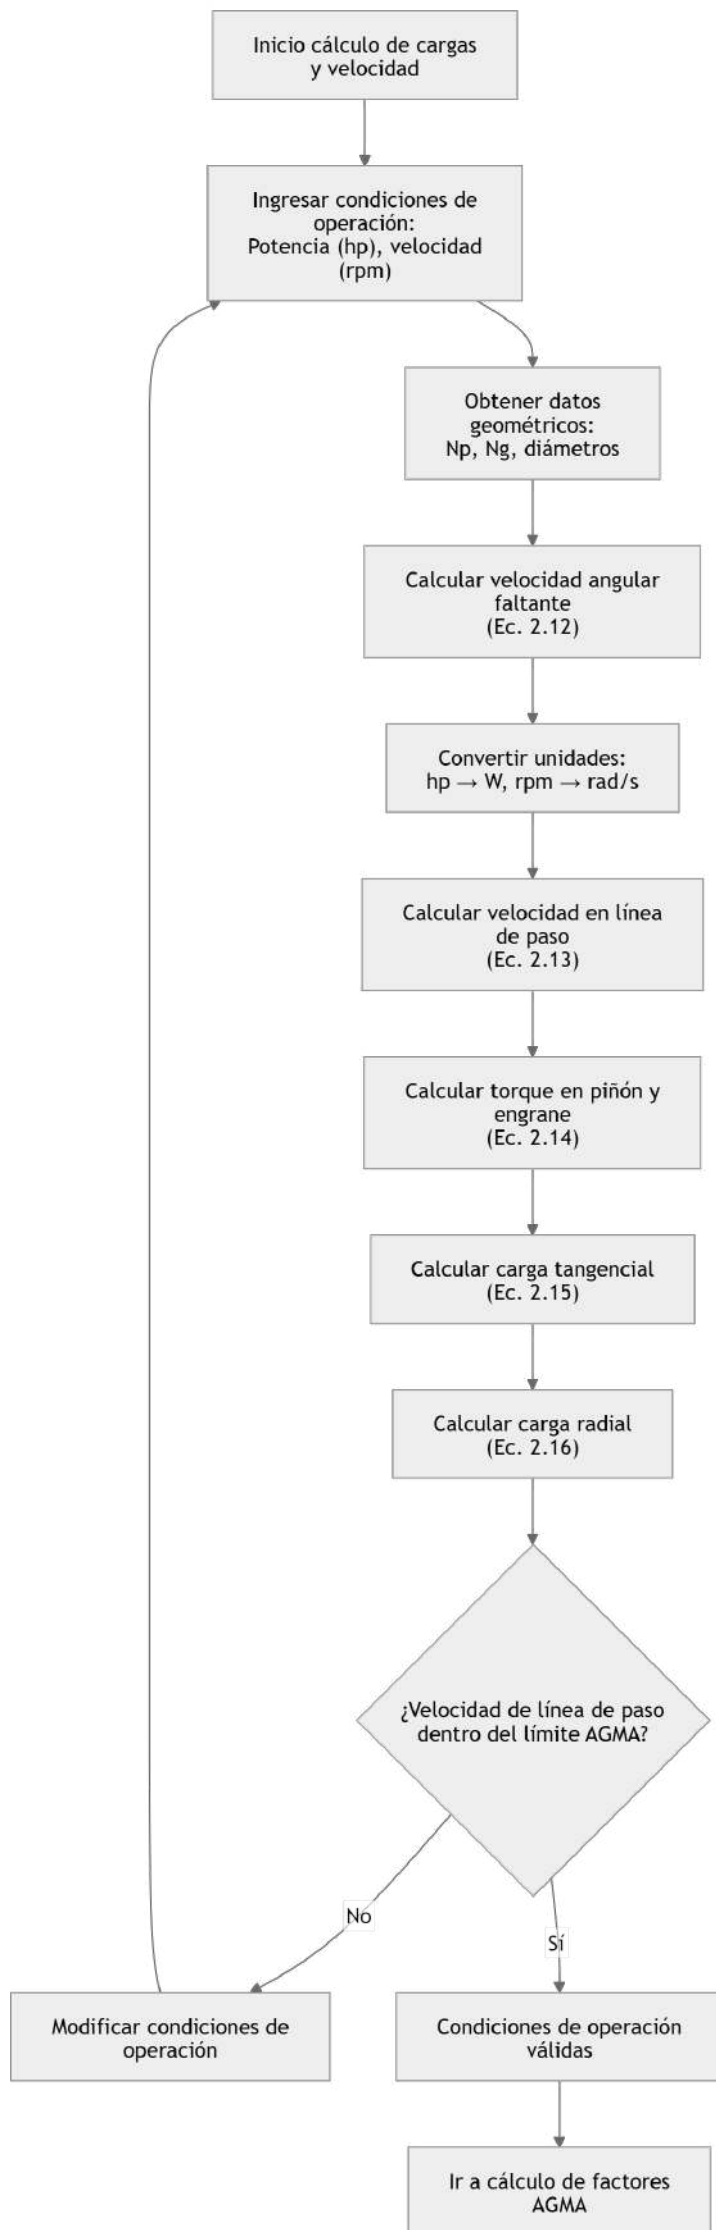 Inicio cálculo de cargas
y velocidad
Ingresar condiciones de
operación:
Potencia (hp), velocidad
(rpm)
Obtener datos
geométricos:
Np, Ng, diámetros
Calcular velocidad angular
faltante
(Ec. 2.12)
Convertir unidades:
hp → W, rpm → rad/s
Calcular velocidad en línea
de paso
(Ec. 2.13)
Calcular torque en piñón y
engrane
(Ec. 2.14)
Calcular carga tangencial
(Ec. 2.15)
Calcular carga radial
(Ec. 2.16)
¿Velocidad de línea de paso
dentro del límite AGMA?
No
Sí
Modificar condiciones de
operación
Condiciones de operación
válidas
Ir a cálculo de factores
AGMA